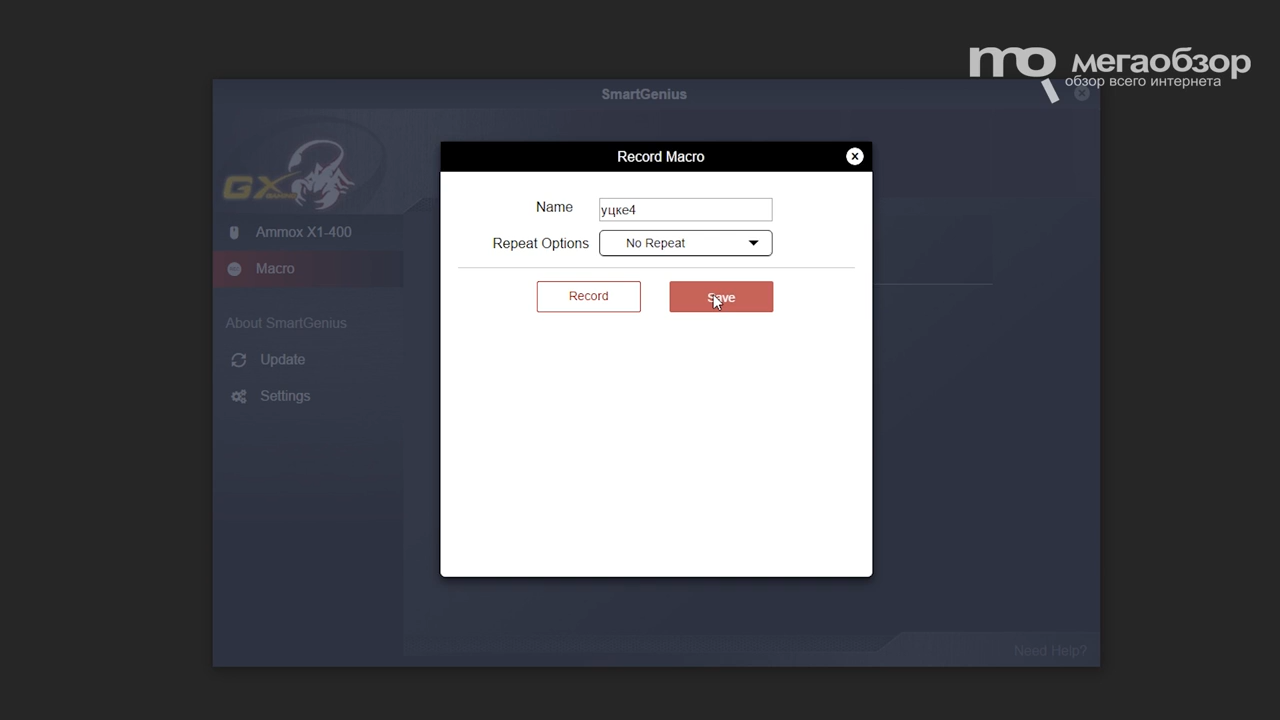 мегаобзор
обзор всего интернета
SmartGenius
GX
Record Macro
Ammox X1-400
Macro
About SmartGenius
Update
Settings
Name
уцке4
Repeat Options
No Repeat
Record
Save
Need Help?